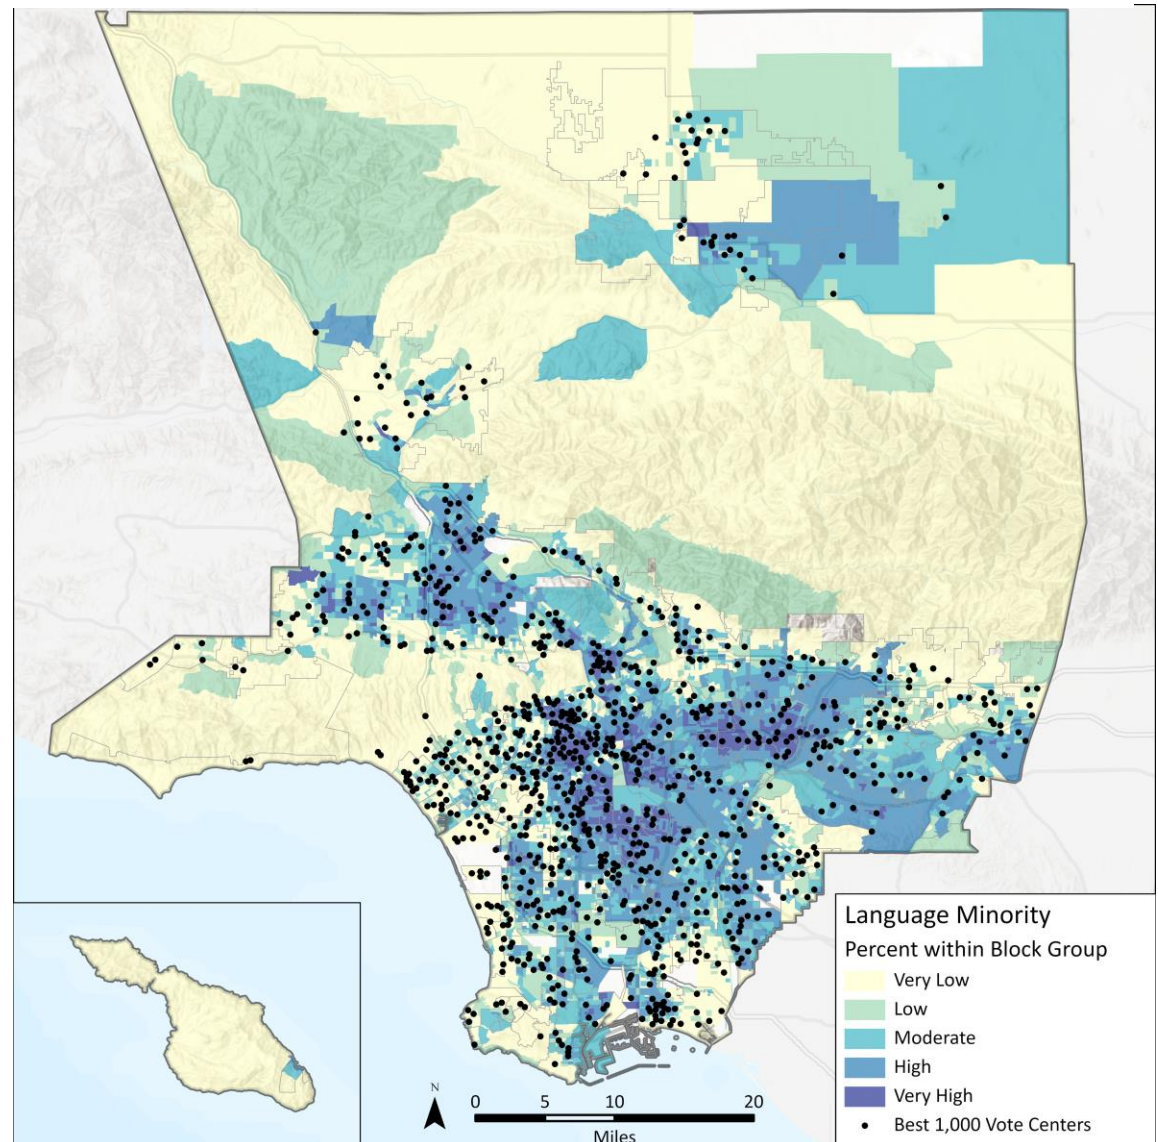 Language Minority
Percent within Block Group
Very Low
Low
Moderate
High
Very High
Best 1,000 Vote Centers
N
0 5 10 20
Miles